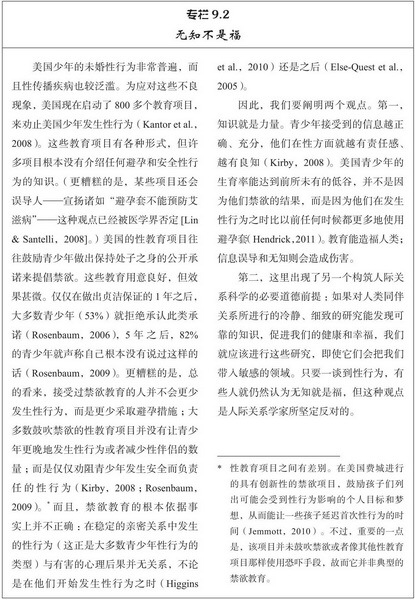 专栏 9.2
无知不是福
美国少年的未婚性行为非常普遍，而
且性传播疾病也较泛滥。为应对这些不良
现象，美国现在启动了 800 多个教育项目，
来劝止美国少年发生性行为（Kantor et al.,
2008）。这些教育项目有各种形式，但许
多项目根本没有介绍任何避孕和安全性行
为的知识。（更糟糕的是，某些项目还会
误导人——宣扬诸如“避孕套不能预防艾
滋病”——这种观点已经被医学界否定 [Lin
& Santelli, 2008]。）美国的性教育项目往
往鼓励青少年做出保持处子之身的公开承
诺来提倡禁欲。这些教育用意良好，但效
果甚微。仅仅在做出贞洁保证的 1 年之后，
大多数青少年（53%）就拒绝承认此类承
诺（Rosenbaum, 2006），5 年之后，82%
的青少年就声称自己根本没有说过这样的
话（Rosenbaum, 2009）。更糟糕的是，总
的看来，接受过禁欲教育的人并不会更少
发生性行为，而是更少采取避孕措施；大
多数鼓吹禁欲的性教育项目并没有让青少
年更晚地发生性行为或者减少性伴侣的数
量；而是仅仅劝阻青少年发生安全而负责
任的性行为（Kirby, 2008；Rosenbaum,
2009）。*而且，禁欲教育的根本依据事
实上并不正确：在稳定的亲密关系中发生
的性行为（这正是大多数青少年性行为的
类型）与有害的心理后果并无关系，不论
是在他们开始发生性行为之时（Higgins
et al., 2010）还是之后（Else-Quest et al.,
2005）。
因此，我们要阐明两个观点。第一，
知识就是力量。青少年接受到的信息越正
确、充分，他们在性方面就越有责任感、
越有良知（Kirby, 2008）。美国青少年的
生育率能达到前所未有的低谷，并不是因
为他们禁欲的结果，而是因为他们在发生
性行为之时比以前任何时候都更多地使用
避孕套（Hendrick, 2011）。教育能造福人类；
信息误导和无知则会造成伤害。
第二，这里出现了另一个构筑人际关
系科学的必要道德前提；如果对人类同伴
关系所进行的冷静、细致的研究能发现可
靠的知识，促进我们的健康和幸福，我们
就应该进行这些研究，即使它们会把我们
带入敏感的领域。只要一谈到性行为，有
些人就仍然认为无知就是福，但这种观点
是人际关系学家所坚定反对的。
* 性教育项目之间有差别。在美国费城进行
的具有创新性的禁欲项目，鼓励孩子们列
出可能会受到性行为影响的个人目标和梦
想，从而能让一些孩子延迟首次性行为的时
间（Jemmott, 2010）。不过，重要的一点
是，该项目并未鼓吹禁欲或者像其他性教育
项目那样使用恐吓手段，故而它并非典型的
禁欲教育。